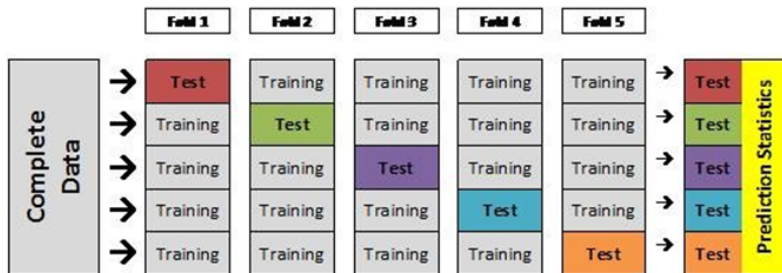 Fold 1 Fold 2 Fold 3 Fold 4 Fold 5
Complete Data
Test Training Training Training Training Test
Training Test Training Training Training Test
Training Training Test Training Training Test
Training Training Training Test Training Test
Training Training Training Training Test Test
Prediction Statistics